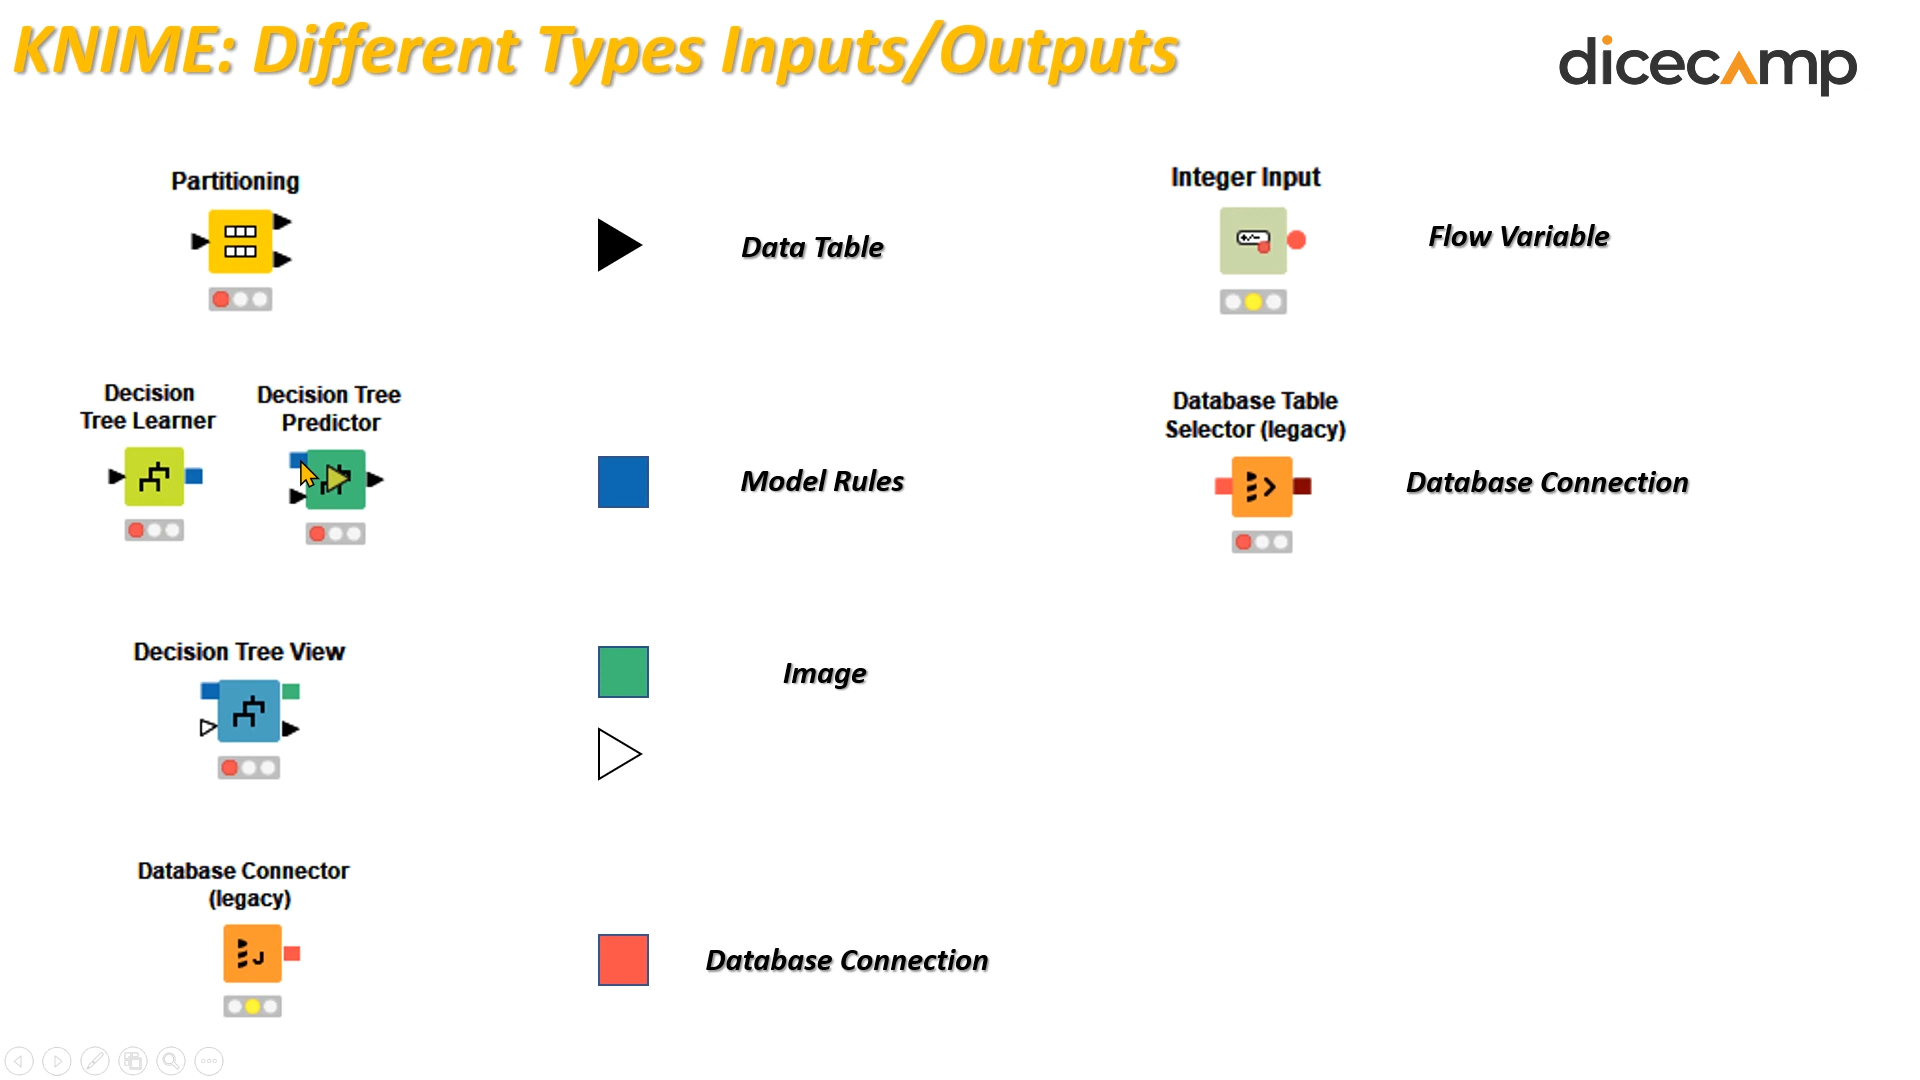 KNIME: Different Types Inputs/Outputs
dicecamp
Partitioning
Data Table
Integer Input
Flow Variable
Decision
Tree Learner
Decision Tree
Predictor
Model Rules
Database Table
Selector (legacy)
Database Connection
Decision Tree View
Image
Database Connector
(legacy)
Database Connection